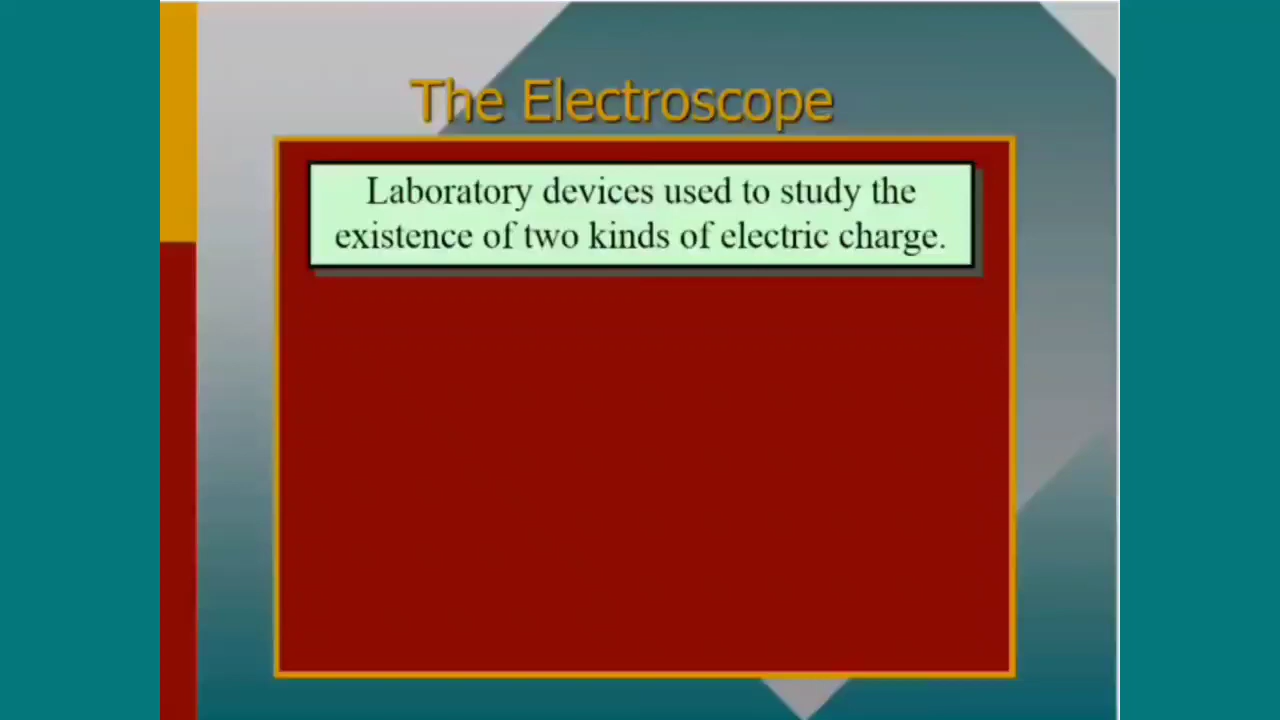 The Electroscope
Laboratory devices used to study the
existence of two kinds of electric charge.